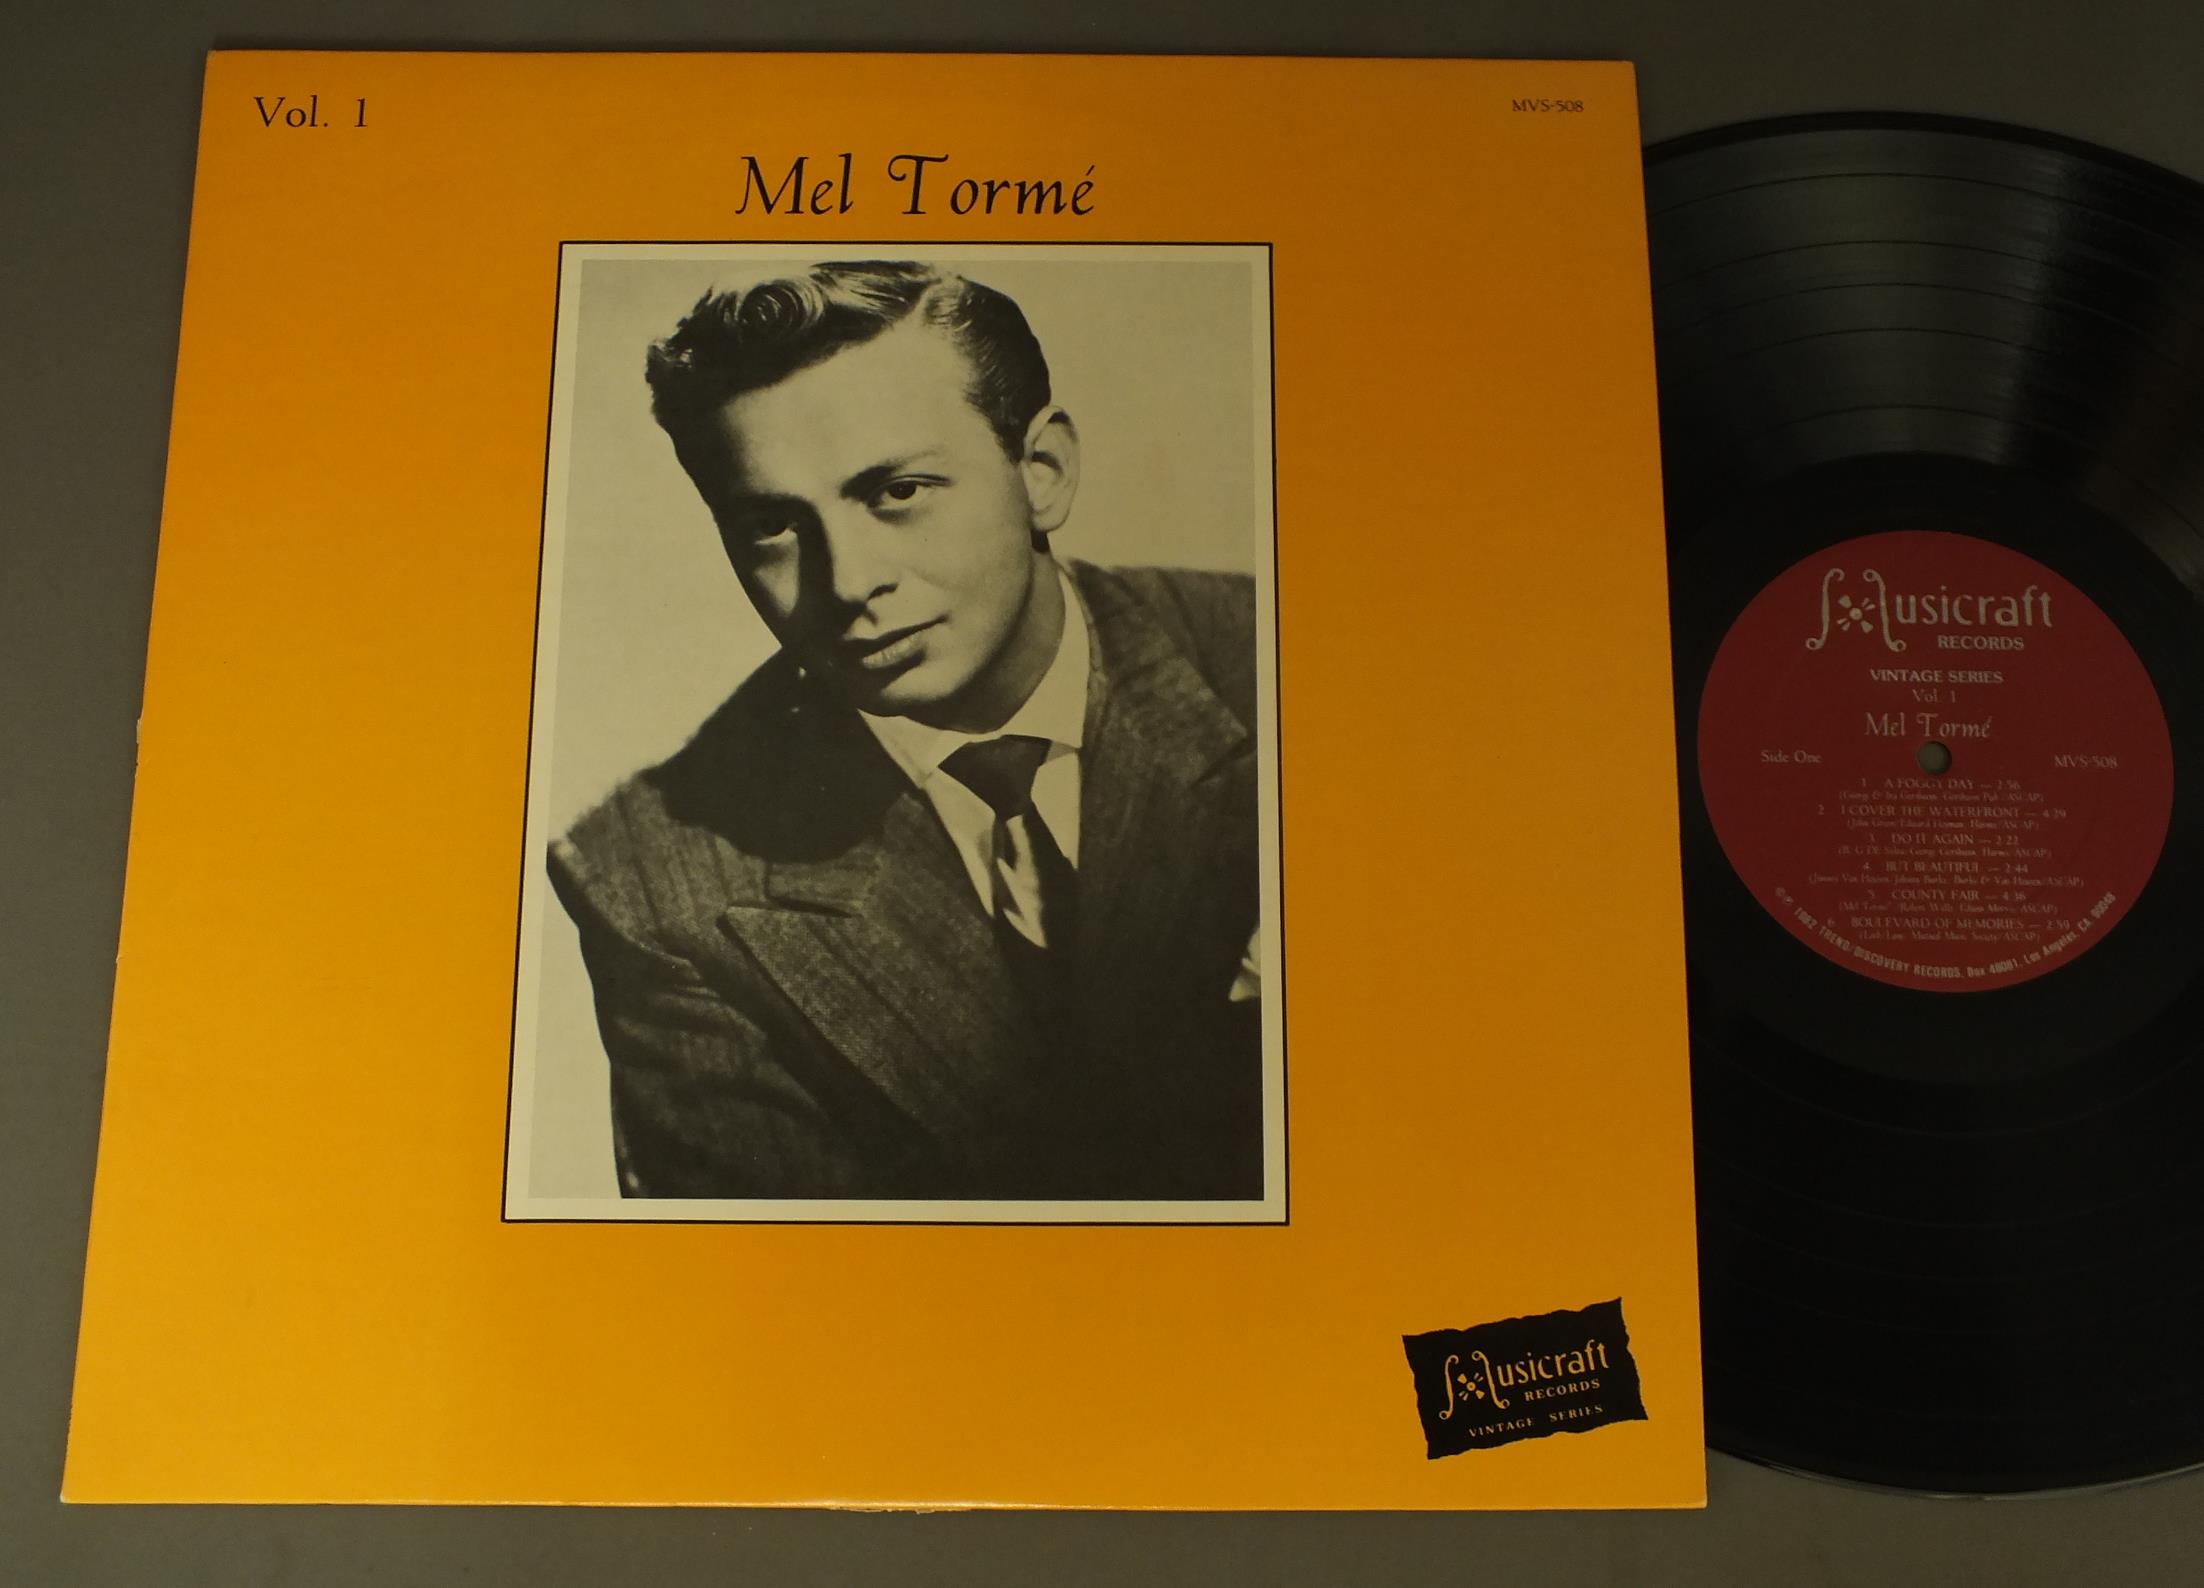 Vol. 1
MVS-508
Mel Tormé
Musicraft
RECORDS
VINTAGE SERIES
Musicraft
RECORDS
VINTAGE SERIES
Vol. 1
Mel Tormé
Side One
MVS-508
1 A FOGGY DAY — 2:56
2 I COVER THE WATERFRONT — 4:29
3 DO IT AGAIN — 2:22
4 BUT BEAUTIFUL — 2:44
5 COUNTY FAIR — 4:36
6 BOULEVARD OF MEMORIES — 2:59
1982 TREND/DISCOVERY RECORDS, Box 48081, Los Angeles, CA 90048